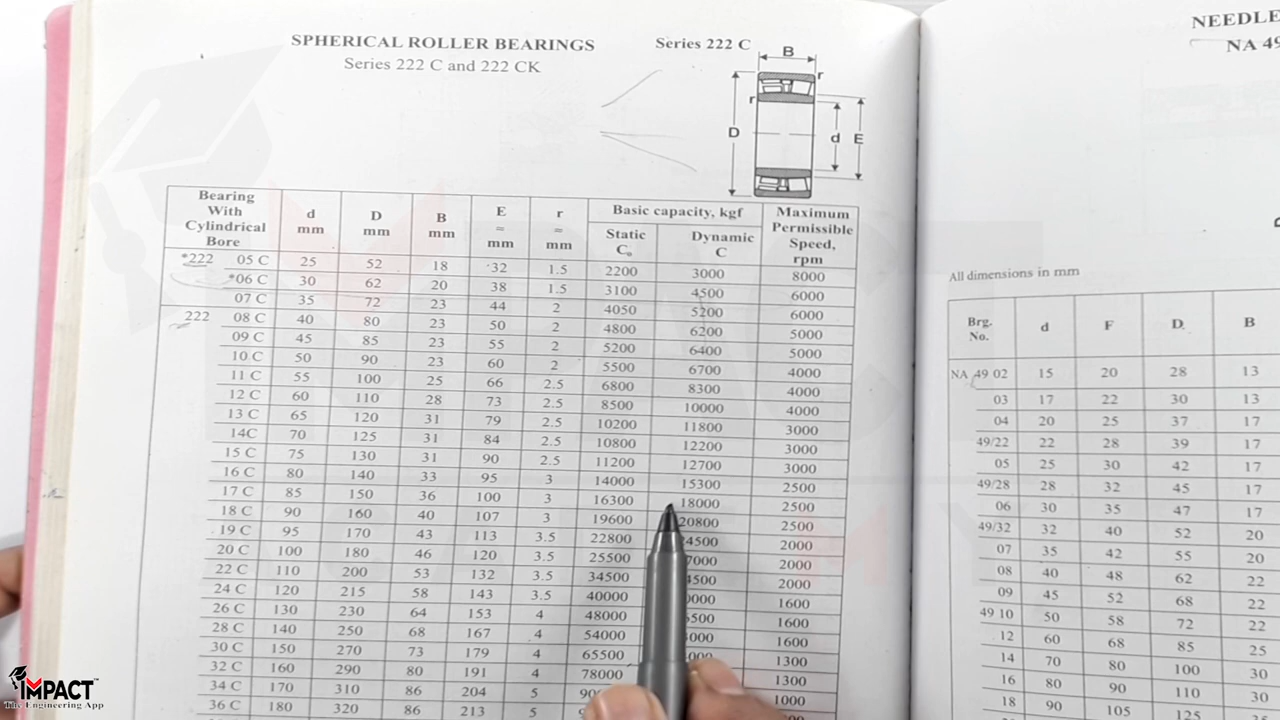 SPHERICAL ROLLER BEARINGS
Series 222 C and 222 CK
Series 222 C
B
r
r
D
d
E
Bearing With Cylindrical Bore d mm D mm B mm E ≈ mm r ≈ mm Basic capacity, kgf Maximum Permissible Speed, rpm
Static C₀ Dynamic C
*222 05 C 25 52 18 32 1.5 2200 3000 8000
*06 C 30 62 20 38 1.5 3100 4500 6000
07 C 35 72 23 44 2 4050 5200 6000
222 08 C 40 80 23 50 2 4800 6200 5000
09 C 45 85 23 55 2 5200 6400 5000
10 C 50 90 23 60 2 5500 6700 4000
11 C 55 100 25 66 2.5 6800 8300 4000
12 C 60 110 28 73 2.5 8500 10000 4000
13 C 65 120 31 79 2.5 10200 11800 3000
14C 70 125 31 84 2.5 10800 12200 3000
15 C 75 130 31 90 2.5 11200 12700 3000
16 C 80 140 33 95 3 14000 15300 2500
17 C 85 150 36 100 3 16300 18000 2500
18 C 90 160 40 107 3 19600 20800 2500
19 C 95 170 43 113 3.5 22800 2000
20 C 100 180 46 120 3.5 25500 2000
22 C 110 200 53 132 3.5 34500 2000
24 C 120 215 58 143 3.5 40000 1600
26 C 130 230 64 153 4 48000 1600
28 C 140 250 68 167 4 54000 1600
30 C 150 270 73 179 4 65500 1300
32 C 160 290 80 191 4 78000 1300
34 C 170 310 86 204 5 1000
36 C 180 320 86 213 5
NEEDLE
NA 49
All dimensions in mm
Brg. No. d F D B
NA 49 02 15 20 28 13
03 17 22 30 13
04 20 25 37 17
49/22 22 28 39 17
05 25 30 42 17
49/28 28 32 45 17
06 30 35 47 17
49/32 32 40 52 20
07 35 42 55 20
08 40 48 62 22
09 45 52 68 22
49 10 50 58 72 22
12 60 68 85 25
14 70 80 100 30
16 80 90 110 30
18 90 105 125
IMPACT
The Engineering App